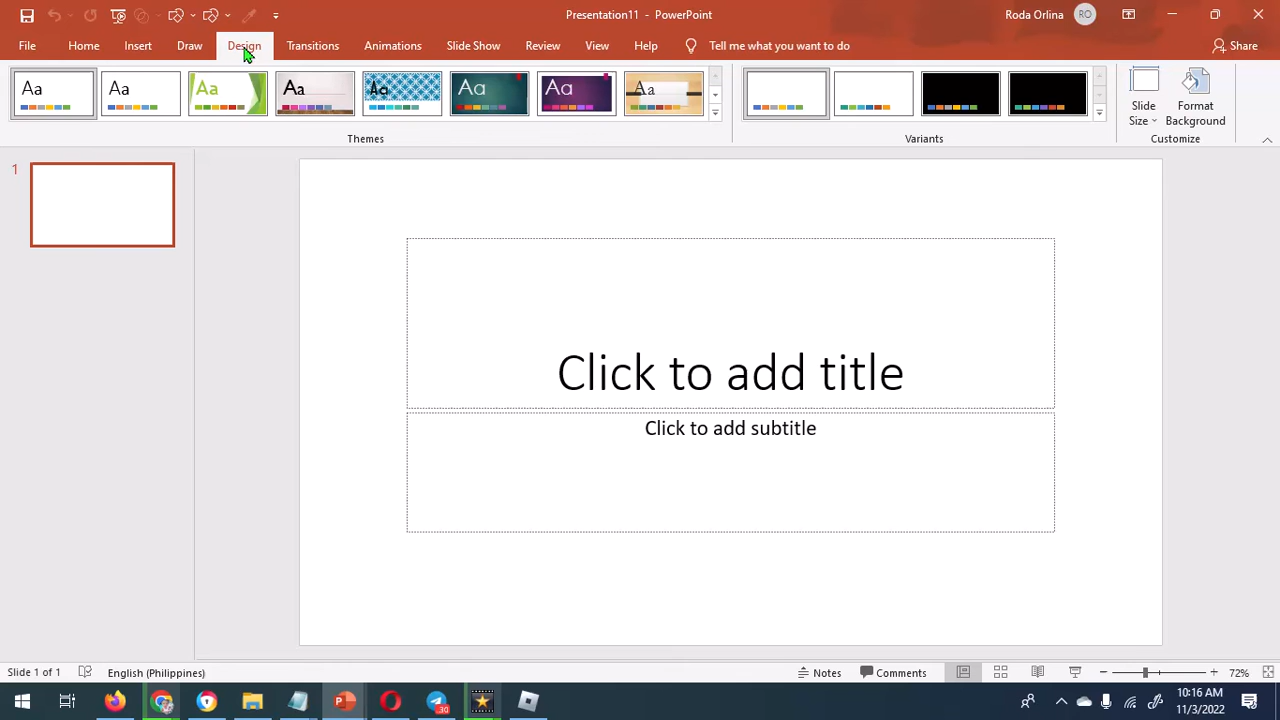 Presentation11 - PowerPoint
Roda Orlina
RO
File
Home
Insert
Draw
Design
Transitions
Animations
Slide Show
Review
View
Help
Tell me what you want to do
Share
Aa
Aa
Aa
Aa
Aa
Aa
Aa
Aa
Slide
Size
Format
Background
Themes
Variants
Customize
1
Click to add title
Click to add subtitle
Slide 1 of 1
English (Philippines)
Notes
Comments
72%
30
10:16 AM
11/3/2022